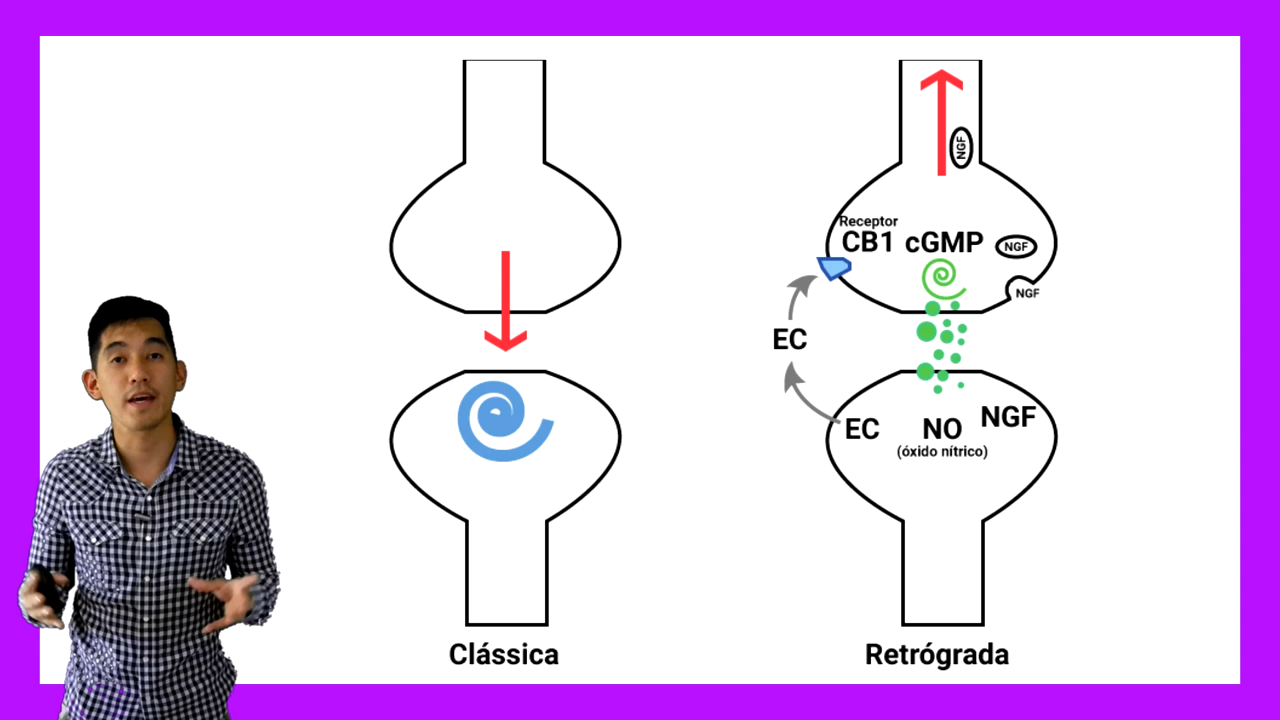 NGF
Receptor
CB1 cGMP
NGF
NGF
EC
EC
NO
(óxido nítrico)
NGF
Clássica
Retrógrada